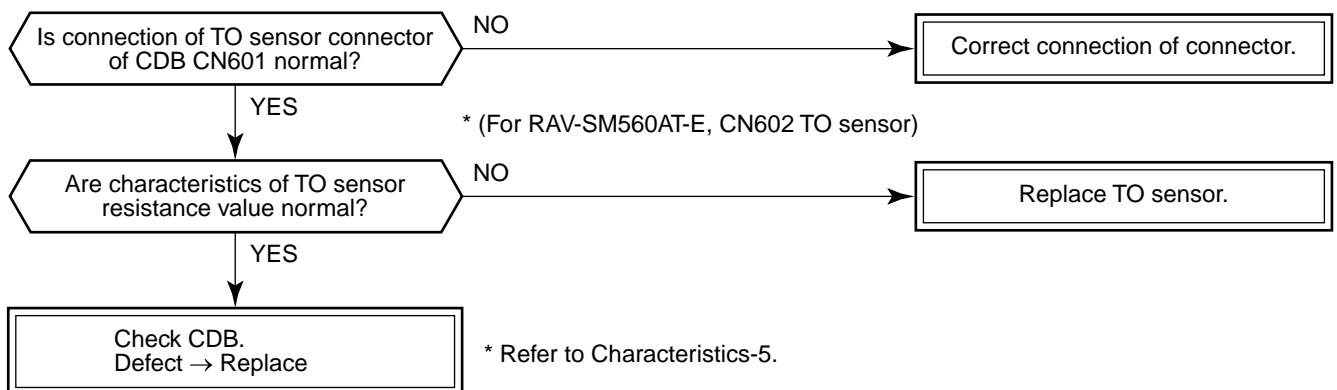 Is connection of TO sensor connector
of CDB CN601 normal?
NO
Correct connection of connector.
YES
* (For RAV-SM560AT-E, CN602 TO sensor)
Are characteristics of TO sensor
resistance value normal?
NO
Replace TO sensor.
YES
Check CDB.
Defect → Replace
* Refer to Characteristics-5.